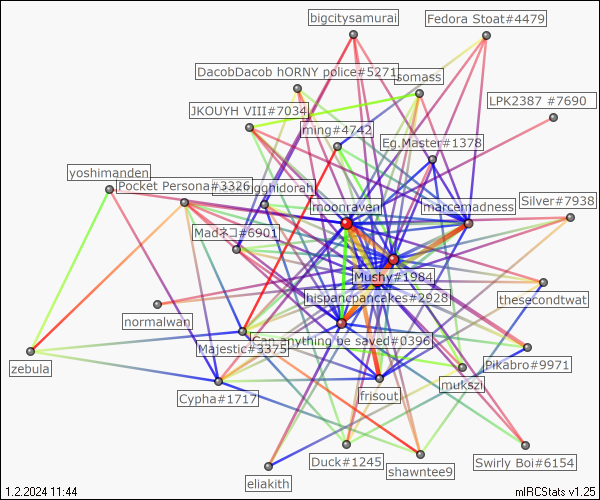 bigcitysamurai
Fedora Stoat#4479
DacobDacob hORNY police#5271
somass
LPK2387 #7690
JKOUYH VIII#7034
ming#4742
Eg.Master#1378
yoshimanden
Pocket Persona#3326
gghidorah
moonraven
marcemadness
Silver#7938
Madネコ#6901
Mushy#1984
hispancpancakes#2928
thesecondtwat
normalwan
Can anything be saved#0396
Majestic#3375
zebula
Pikabro#9971
mukszi
Cypha#1717
frisout
Duck#1245
shawntee9
Swirly Boi#6154
eliakith
1.2.2024 11:44
mIRCStats v1.25